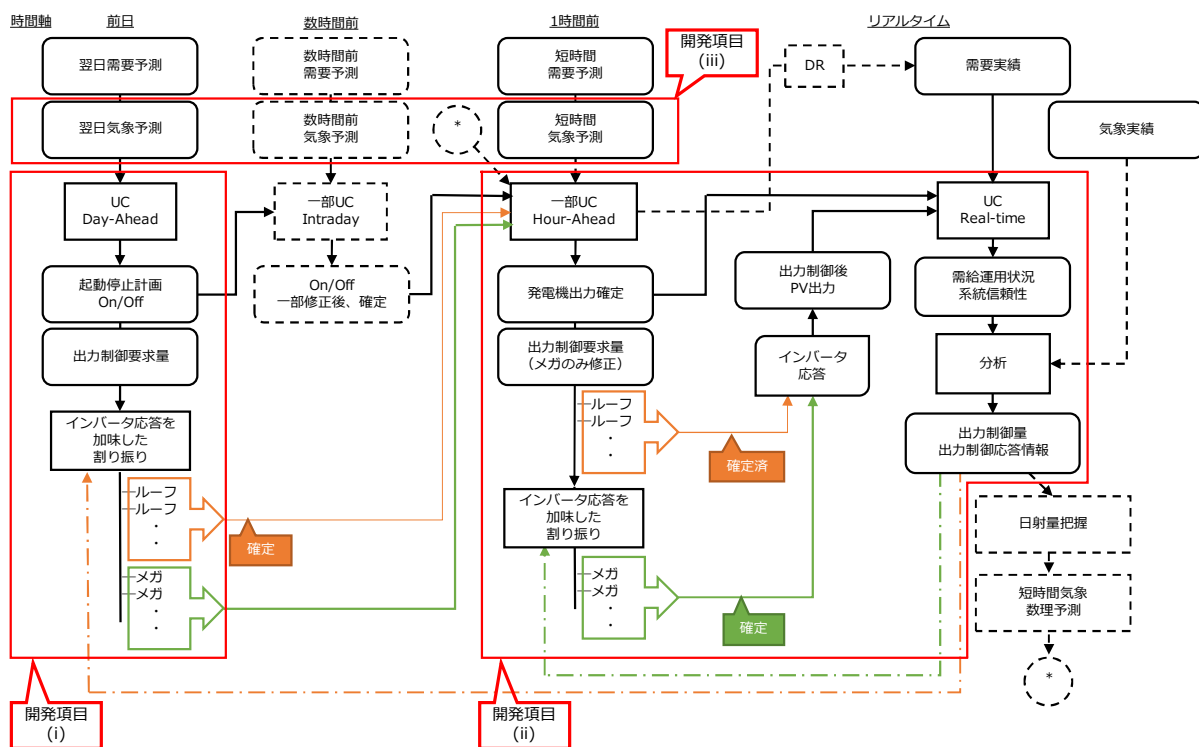 時間軸
前日
数時間前
1時間前
リアルタイム
開発項目
(iii)
翌日需要予測
数時間前
需要予測
短時間
需要予測
DR
需要実績
翌日気象予測
数時間前
気象予測
*
短時間
気象予測
気象実績
UC
Day-Ahead
一部UC
Intraday
一部UC
Hour-Ahead
UC
Real-time
起動停止計画
On/Off
On/Off
一部修正後、確定
発電機出力確定
出力制御後
PV出力
需給運用状況
系統信頼性
出力制御要求量
出力制御要求量
（メガのみ修正）
インバータ
応答
分析
インバータ応答を
加味した
割り振り
ルーフ
ルーフ
・
・
確定済
出力制御量
出力制御応答情報
ルーフ
ルーフ
・
・
確定
インバータ応答を
加味した
割り振り
日射量把握
メガ
メガ
・
・
メガ
メガ
・
・
確定
短時間気象
数理予測
*
開発項目
(i)
開発項目
(ii)